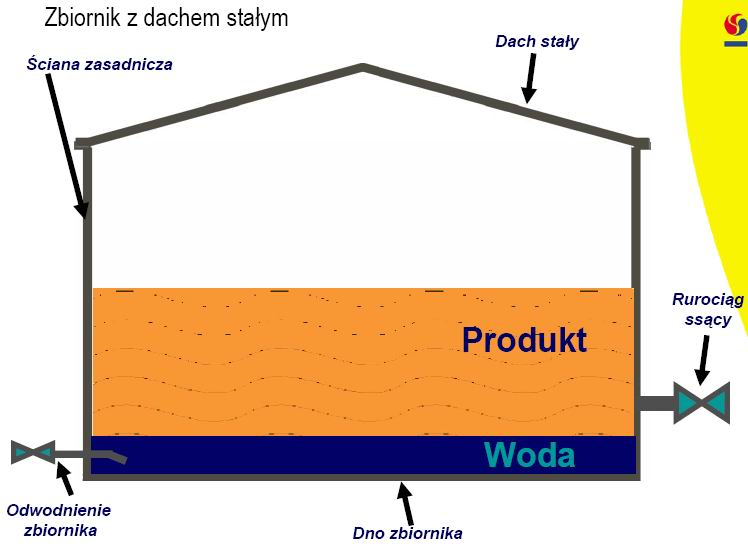 Zbiornik z dachem stałym
Dach stały
Ściana zasadnicza
Rurociąg
ssący
Produkt
Woda
Odwodnienie
zbiornika
Dno zbiornika